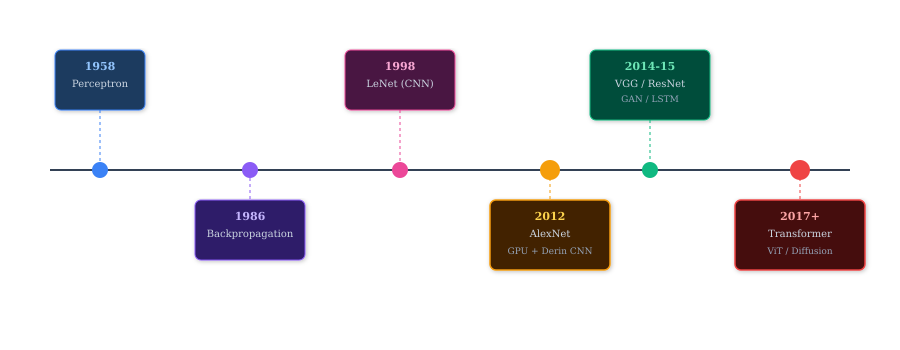 1958
Perceptron
1986
Backpropagation
1998
LeNet (CNN)
2012
AlexNet
GPU + Derin CNN
2014-15
VGG / ResNet
GAN / LSTM
2017+
Transformer
ViT / Diffusion